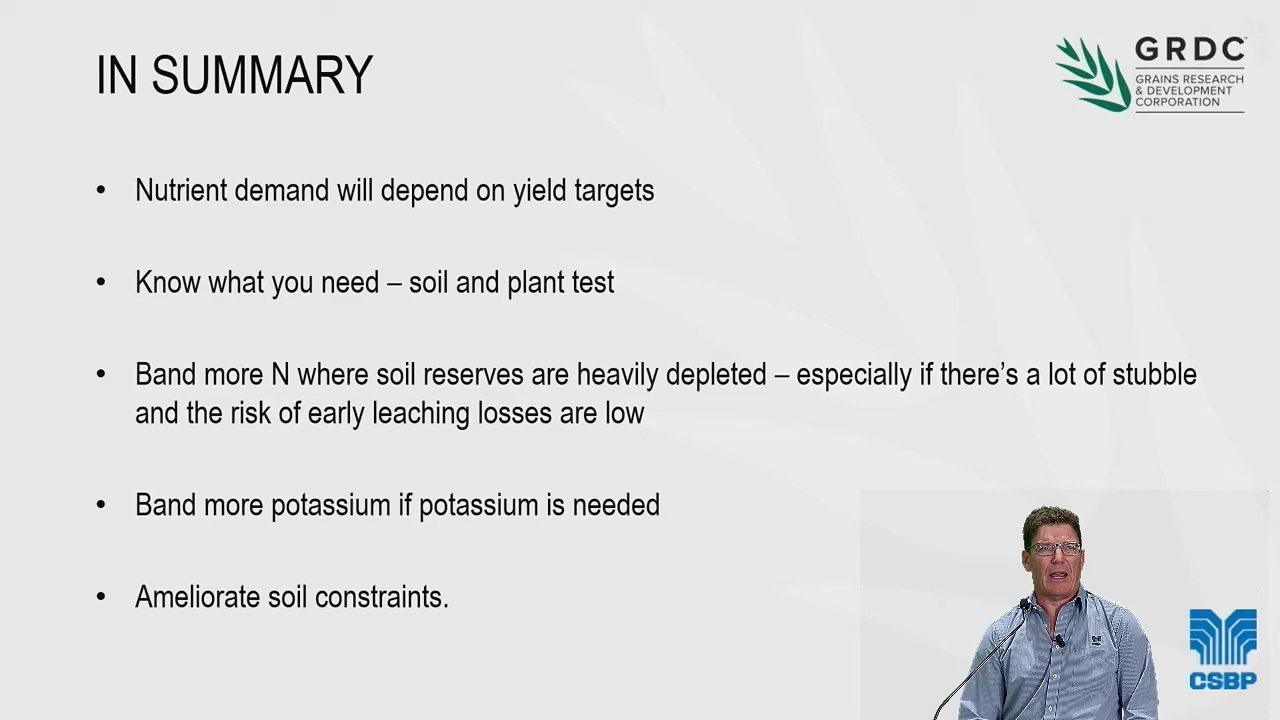 IN SUMMARY
GRDC
GRAINS RESEARCH
& DEVELOPMENT
CORPORATION
• Nutrient demand will depend on yield targets
• Know what you need – soil and plant test
• Band more N where soil reserves are heavily depleted – especially if there’s a lot of stubble
and the risk of early leaching losses are low
• Band more potassium if potassium is needed
• Ameliorate soil constraints.
CSBP